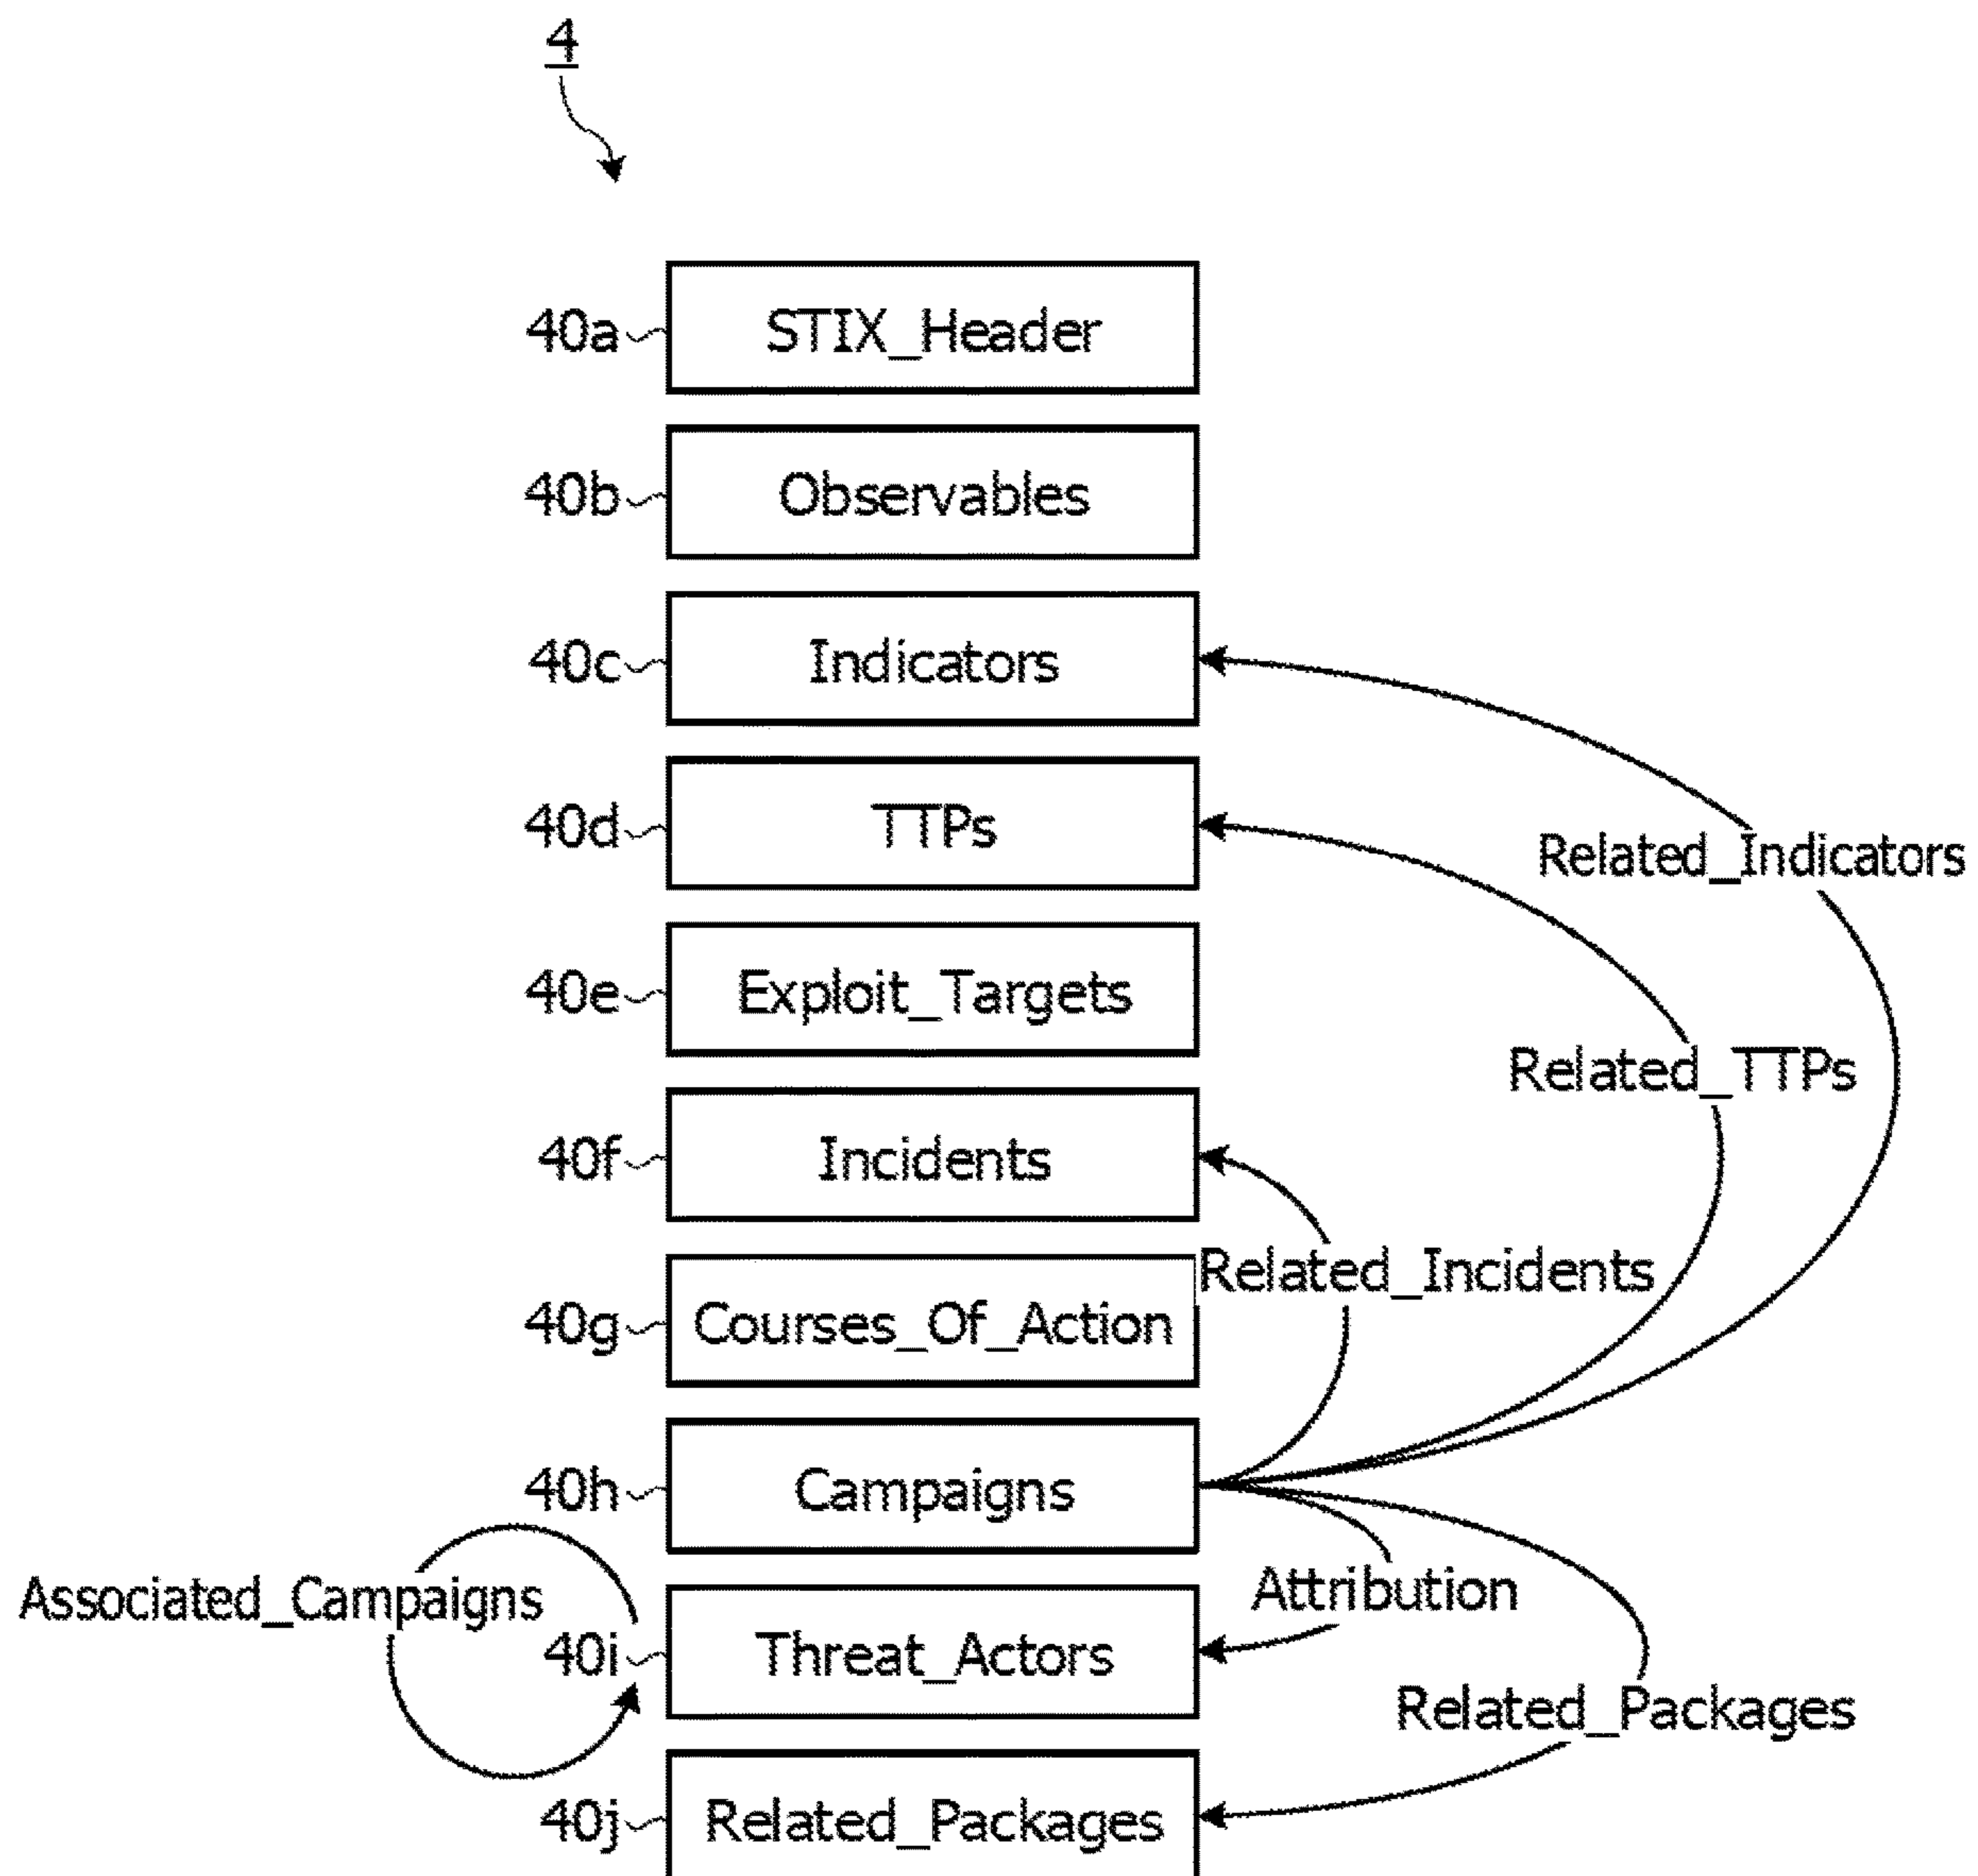 4
40a STIX_Header
40b Observables
40c Indicators
40d TTPs
Related_Indicators
40e Exploit_Targets
Related_TTPs
40f Incidents
Related_Incidents
40g Courses_Of_Action
40h Campaigns
Associated_Campaigns
Attribution
40i Threat_Actors
Related_Packages
40j Related_Packages